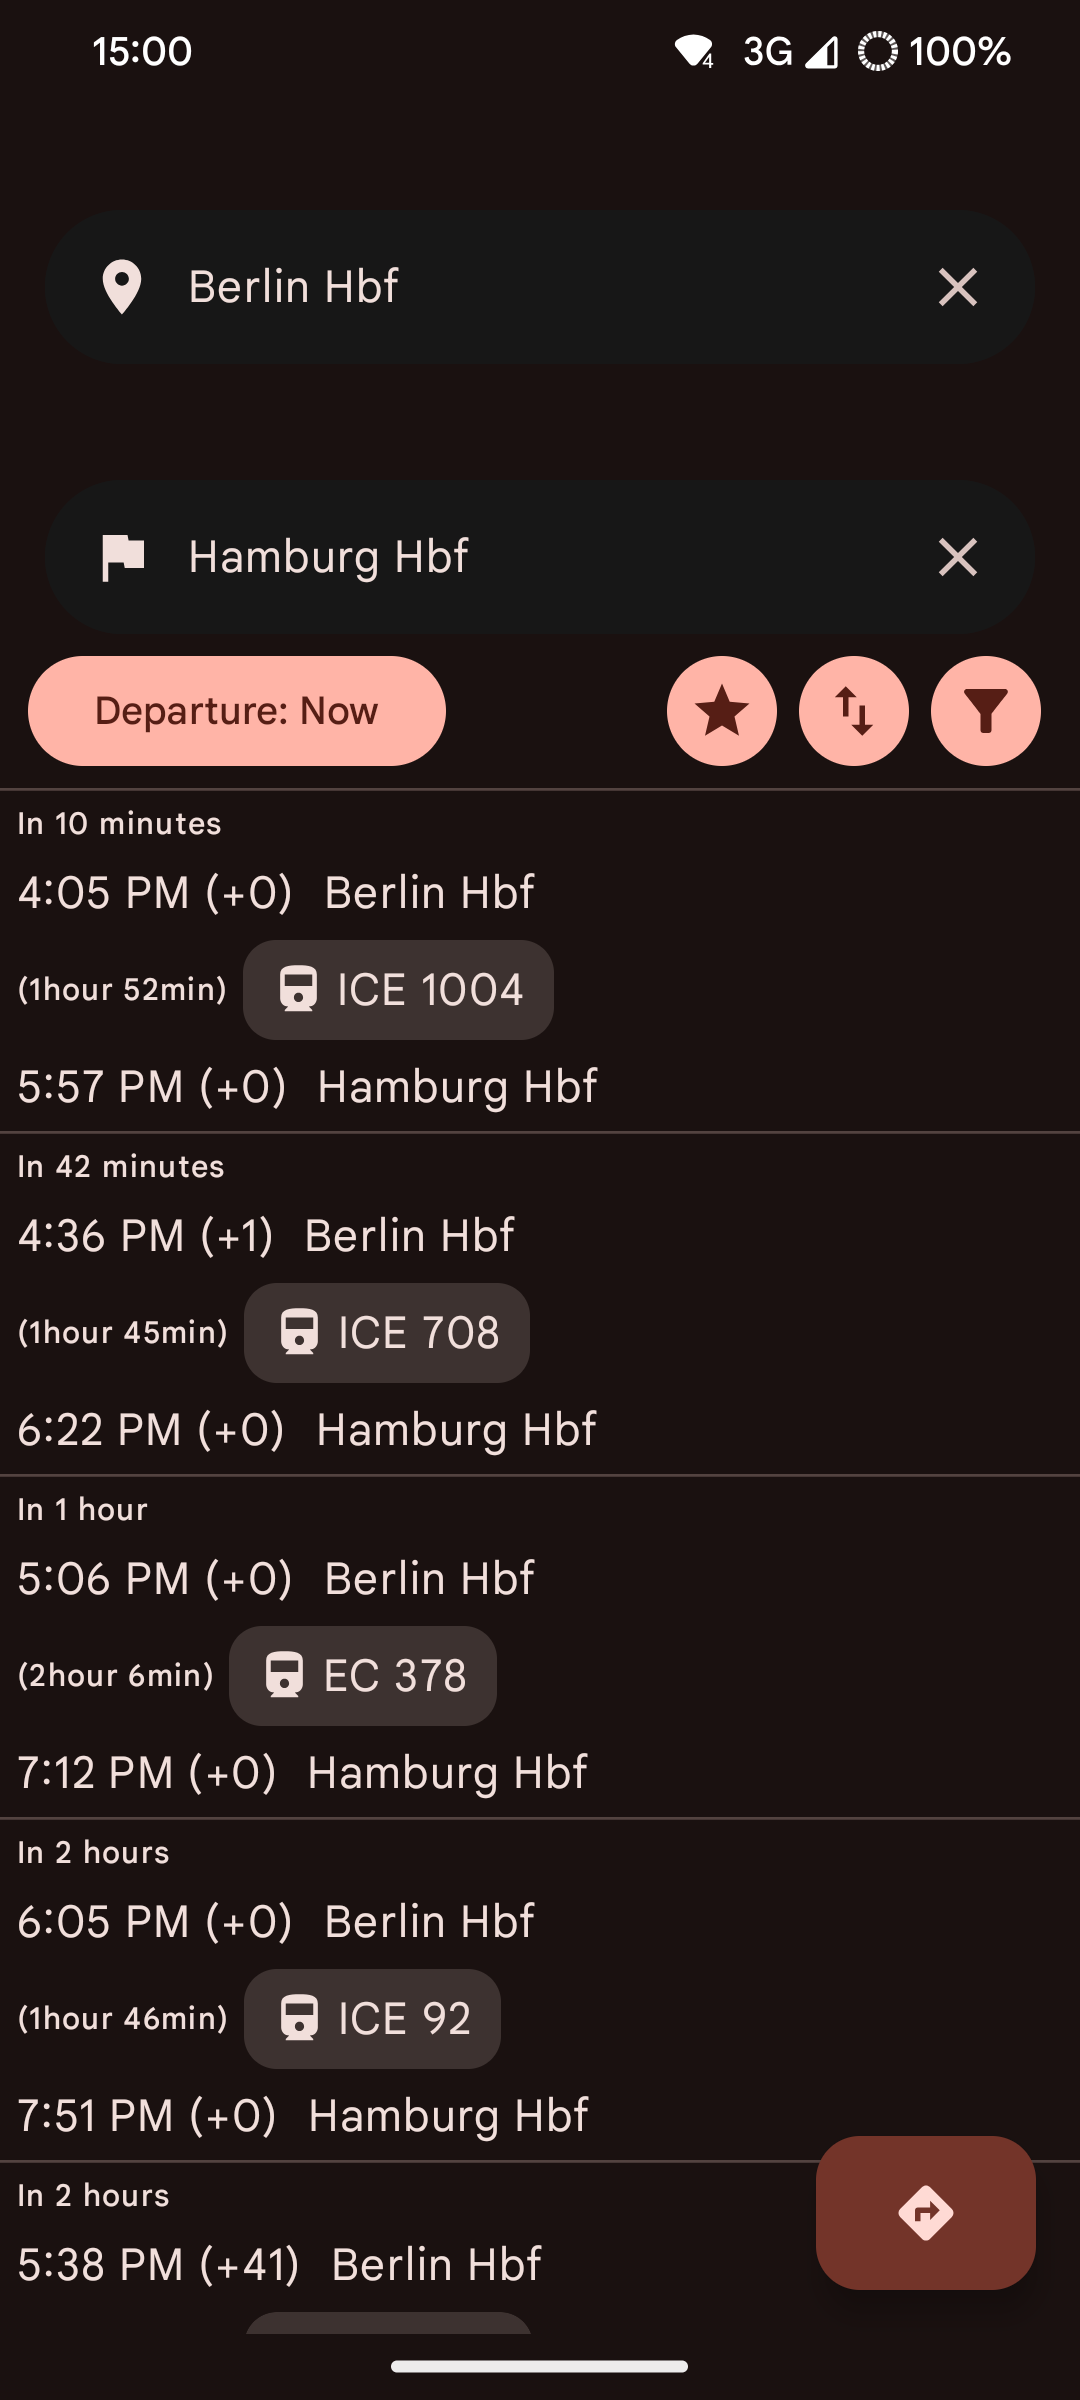 15:00
4 3G 100%
Berlin Hbf
Hamburg Hbf
Departure: Now
In 10 minutes
4:05 PM (+0) Berlin Hbf
(1hour 52min) ICE 1004
5:57 PM (+0) Hamburg Hbf
In 42 minutes
4:36 PM (+1) Berlin Hbf
(1hour 45min) ICE 708
6:22 PM (+0) Hamburg Hbf
In 1 hour
5:06 PM (+0) Berlin Hbf
(2hour 6min) EC 378
7:12 PM (+0) Hamburg Hbf
In 2 hours
6:05 PM (+0) Berlin Hbf
(1hour 46min) ICE 92
7:51 PM (+0) Hamburg Hbf
In 2 hours
5:38 PM (+41) Berlin Hbf